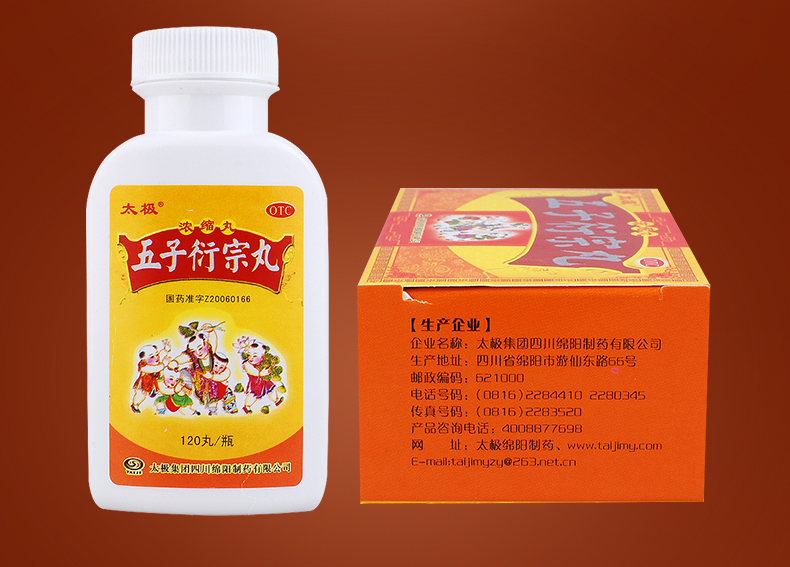 太极®
OTC
浓缩丸
五子衍宗丸
国药准字Z20060166
120丸/瓶
太极集团四川绵阳制药有限公司
五子衍宗丸
【生产企业】
企业名称：太极集团四川绵阳制药有限公司
生产地址：四川省绵阳市游仙东路66号
邮政编码：621000
电话号码：(0816)2284410 2280345
传真号码：(0816)2283520
产品咨询电话：4008877698
网 址：太极绵阳制药、www.taijimy.com
E-mail:taijimyzy@263.net.cn